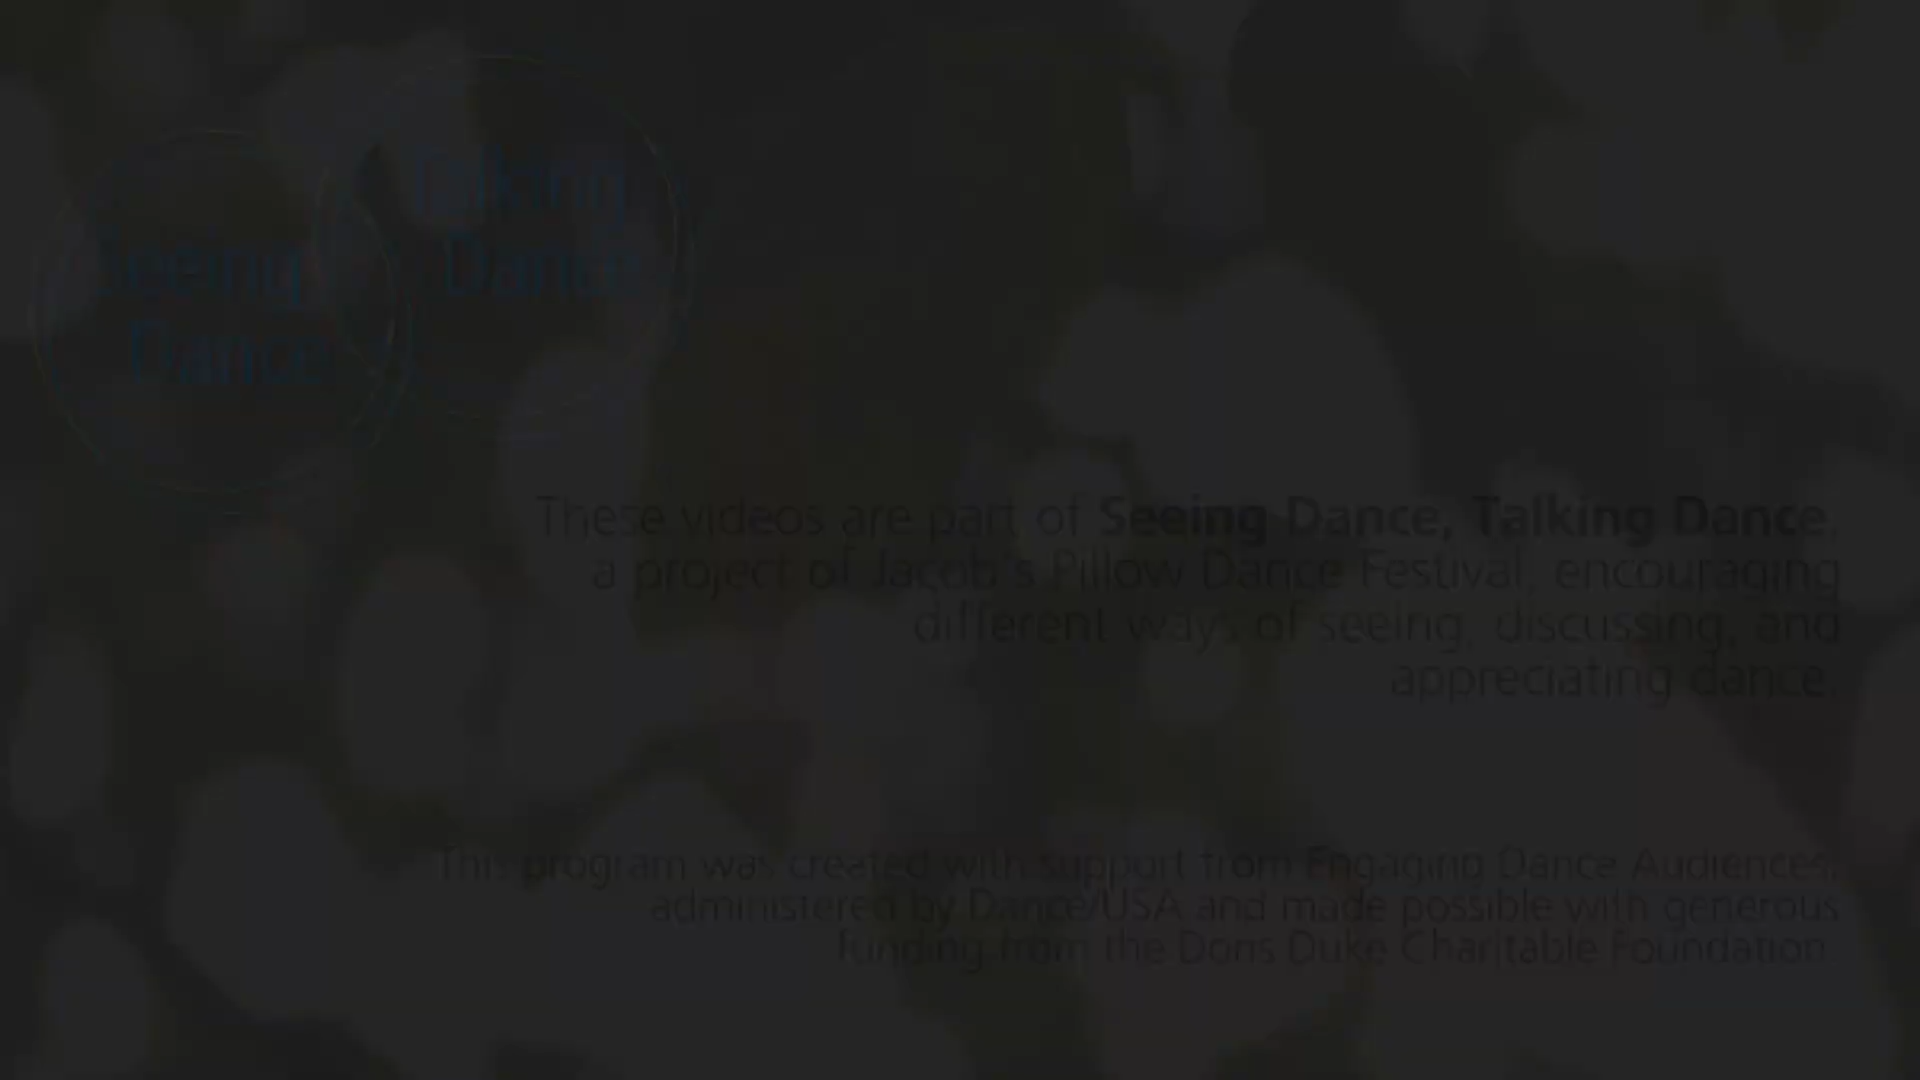 Talking
Dance
Seeing
Dance
These videos are part of Seeing Dance, Talking Dance,
a project of Jacob's Pillow Dance Festival, encouraging
different ways of seeing, discussing, and
appreciating dance.
This program was created with support from Engaging Dance Audiences,
administered by Dance/USA and made possible with generous
funding from the Doris Duke Charitable Foundation.